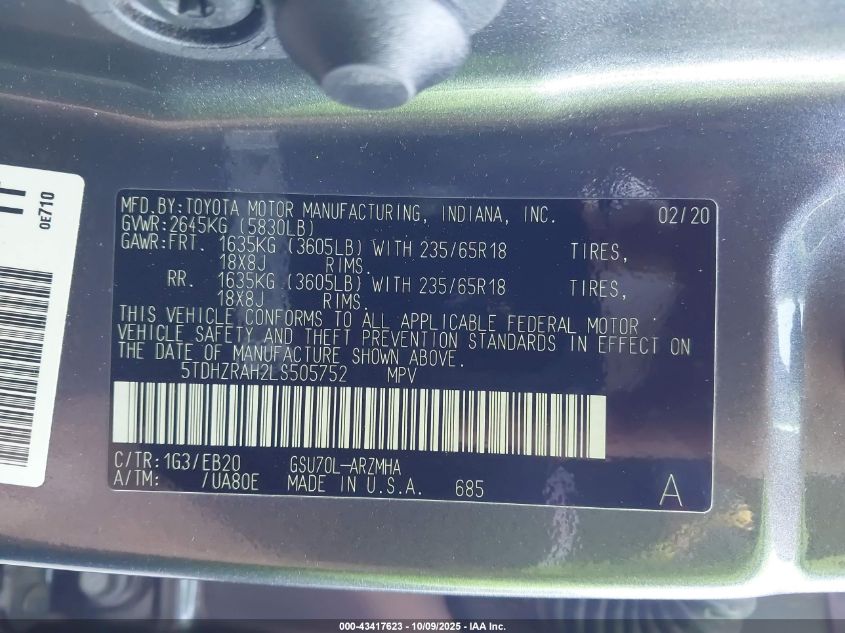 MFD.BY:TOYOTA MOTOR MANUFACTURING, INDIANA, INC. 02/20
GVWR:2645KG (5830LB)
GAWR:FRT. 1635KG (3605LB) WITH 235/65R18 TIRES,
18X8J RIMS.
RR. 1635KG (3605LB) WITH 235/65R18 TIRES,
18X8J RIMS.
THIS VEHICLE CONFORMS TO ALL APPLICABLE FEDERAL MOTOR
VEHICLE SAFETY AND THEFT PREVENTION STANDARDS IN EFFECT ON
THE DATE OF MANUFACTURE SHOWN ABOVE.
5TDHZRAH2LS505752 MPV
C/TR:1G3/EB20 GSU70L-ARZMHA
A/TM: /UA80E MADE IN U.S.A. 685 A
0E710
000-43417623 - 10/09/2025 - IAA Inc.